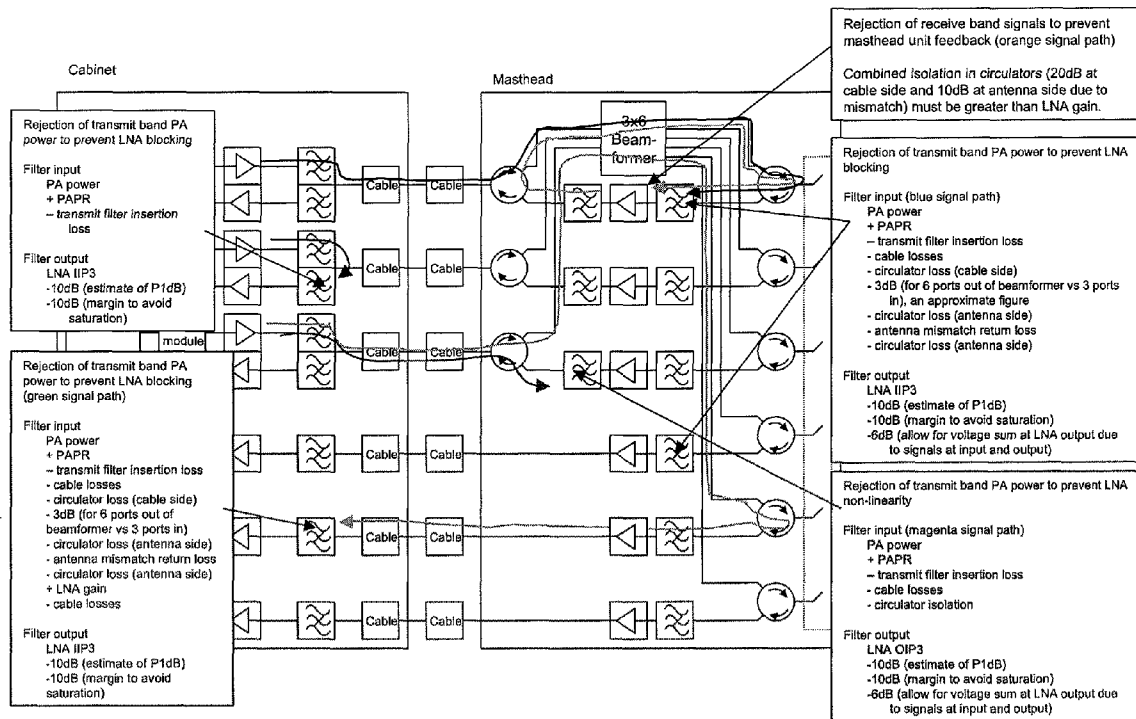 Cabinet
Rejection of transmit band PA
power to prevent LNA blocking
Filter input
PA power
+ PAPR
– transmit filter insertion
loss
Filter output
LNA IIP3
-10dB (estimate of P1dB)
-10dB (margin to avoid
saturation)
module
Rejection of transmit band PA
power to prevent LNA blocking
(green signal path)
Filter input
PA power
+ PAPR
– transmit filter insertion loss
- cable losses
- circulator loss (cable side)
- 3dB (for 6 ports out of
beamformer vs 3 ports in)
- circulator loss (antenna side)
- antenna mismatch return loss
- circulator loss (antenna side)
+ LNA gain
- cable losses
Filter output
LNA IIP3
-10dB (estimate of P1dB)
-10dB (margin to avoid
saturation)
Cable
Cable
Cable
Cable
Cable
Cable
Cable
Cable
Cable
Cable
Cable
Cable
Masthead
3x6
Beam-
former
Rejection of receive band signals to prevent
masthead unit feedback (orange signal path)
Combined isolation in circulators (20dB at
cable side and 10dB at antenna side due to
mismatch) must be greater than LNA gain.
Rejection of transmit band PA power to prevent LNA
blocking
Filter input (blue signal path)
PA power
+ PAPR
– transmit filter insertion loss
- cable losses
- circulator loss (cable side)
- 3dB (for 6 ports out of beamformer vs 3 ports
in), an approximate figure
- circulator loss (antenna side)
- antenna mismatch return loss
- circulator loss (antenna side)
Filter output
LNA IIP3
-10dB (estimate of P1dB)
-10dB (margin to avoid saturation)
-6dB (allow for voltage sum at LNA output due
to signals at input and output)
Rejection of transmit band PA power to prevent LNA
non-linearity
Filter input (magenta signal path)
PA power
+ PAPR
– transmit filter insertion loss
- cable losses
- circulator isolation
Filter output
LNA OIP3
-10dB (estimate of P1dB)
-10dB (margin to avoid saturation)
-6dB (allow for voltage sum at LNA output due
to signals at input and output)